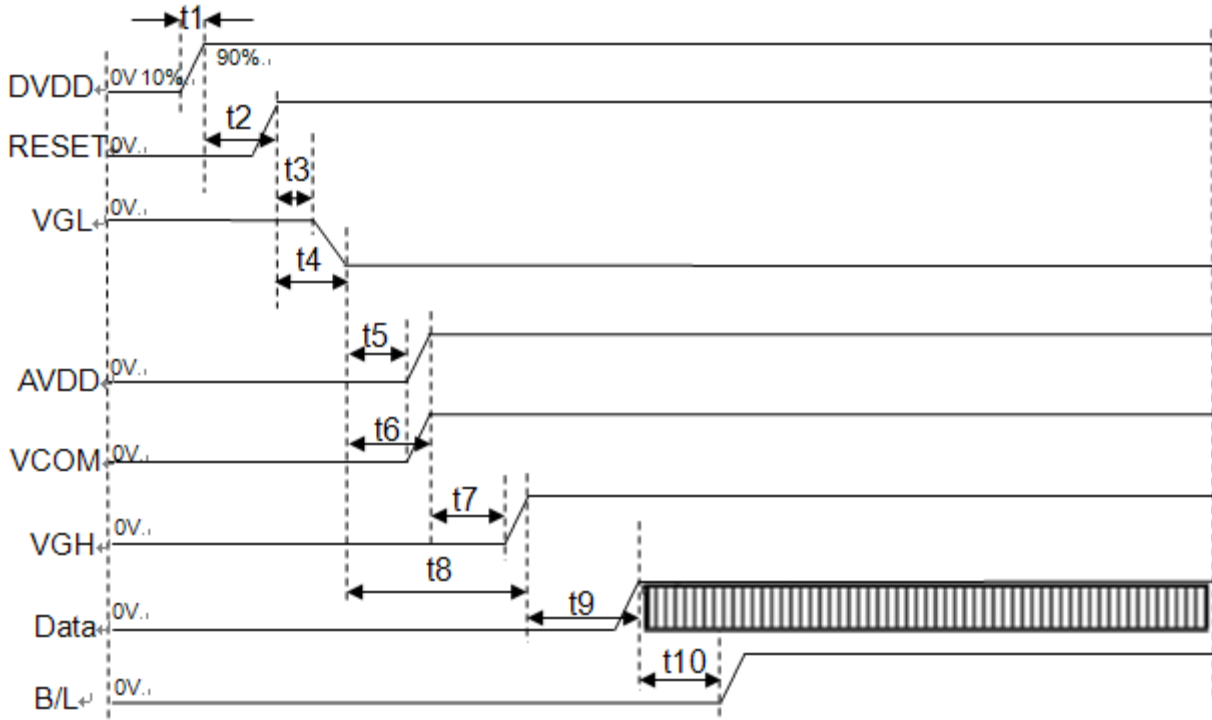 t1
DVDD↵ 0V 10%.. 90%..
t2
RESET 0V..
t3
VGL↵ 0V..
t4
t5
AVDD↵ 0V..
t6
VCOM↵ 0V..
t7
VGH↵ 0V..
t8
t9
Data↵ 0V..
t10
B/L↵ 0V..